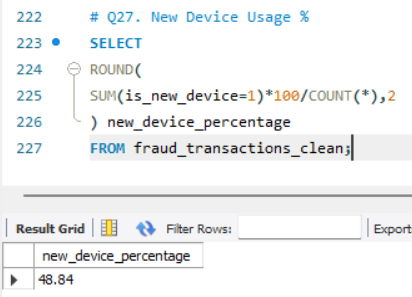 222 # Q27. New Device Usage %
223 SELECT
224 ROUND(
225 SUM(is_new_device=1)*100/COUNT(*),2
226 ) new_device_percentage
227 FROM fraud_transactions_clean;
Result Grid Filter Rows: Export
new_device_percentage
48.84